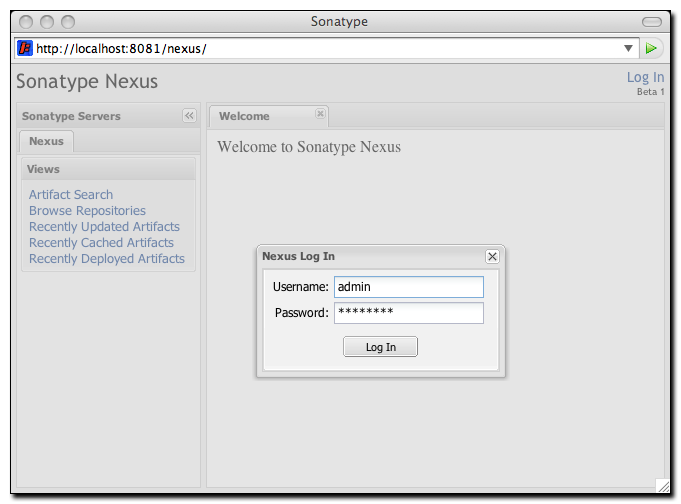 Sonatype
http://localhost:8081/nexus/
Sonatype Nexus
Log In
Beta 1
Sonatype Servers
Nexus
Views
Artifact Search
Browse Repositories
Recently Updated Artifacts
Recently Cached Artifacts
Recently Deployed Artifacts
Welcome
Welcome to Sonatype Nexus
Nexus Log In
Username: admin
Password: ********
Log In